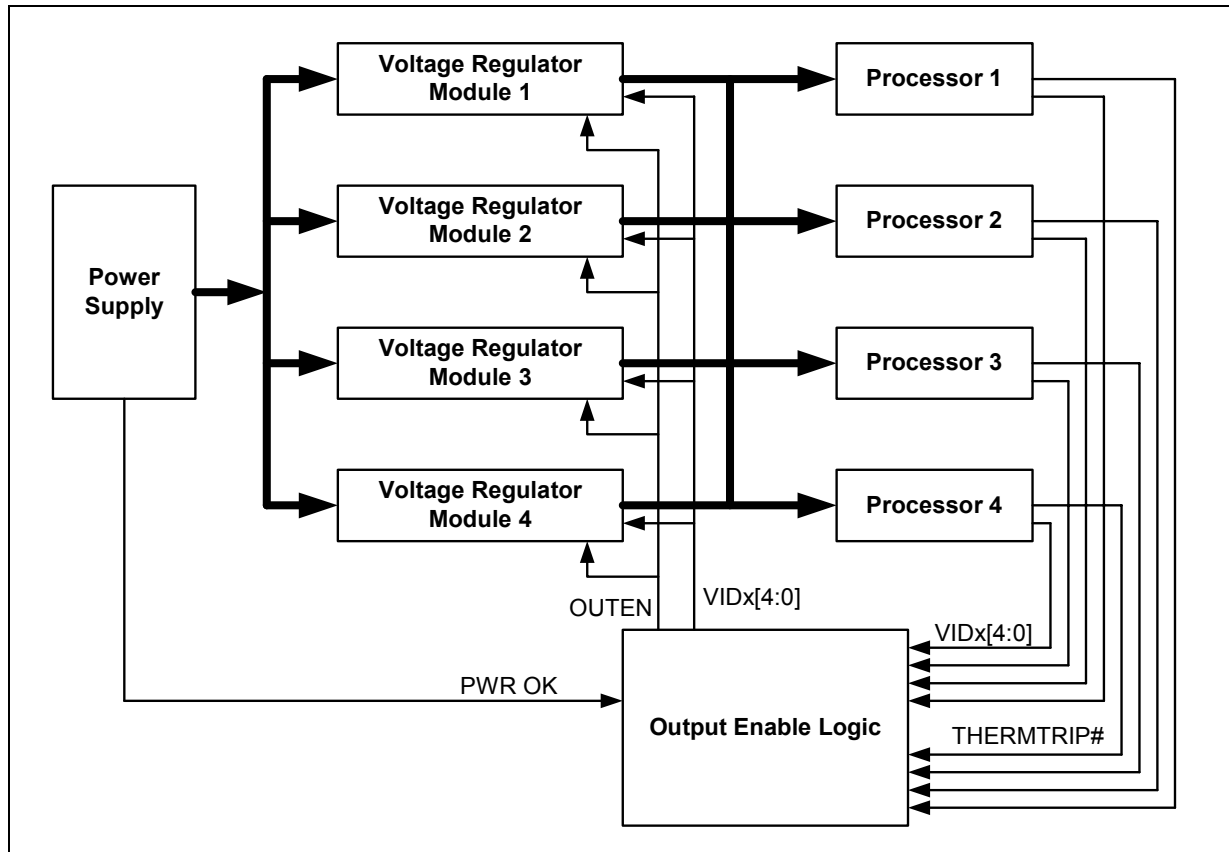 Voltage Regulator
Module 1
Processor 1
Voltage Regulator
Module 2
Processor 2
Power
Supply
Voltage Regulator
Module 3
Processor 3
Voltage Regulator
Module 4
Processor 4
OUTEN
VIDx[4:0]
VIDx[4:0]
PWR OK
Output Enable Logic
THERMTRIP#